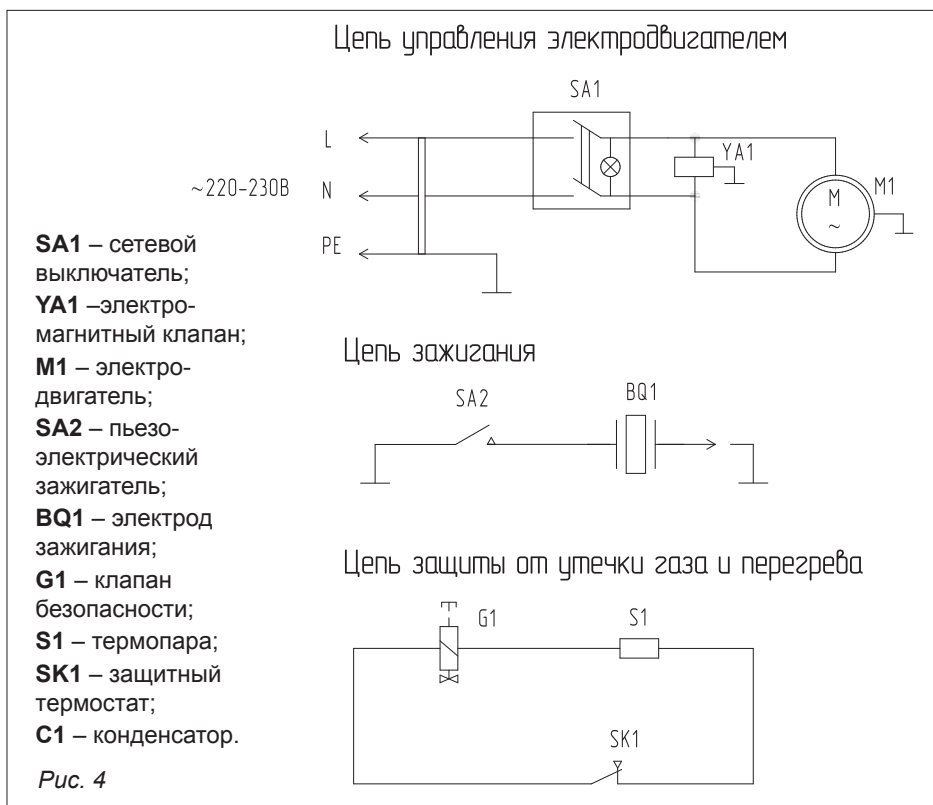 Цепь управления электродвигателем
SA1
L
YA1
~220-230В
N
M
~
M1
PE
SA1 – сетевой
выключатель;
YA1 –электро-
магнитный клапан;
M1 – электро-
двигатель;
SA2 – пьезо-
электрический
зажигатель;
BQ1 – электрод
зажигания;
G1 – клапан
безопасности;
S1 – термопара;
SK1 – защитный
термостат;
C1 – конденсатор.
Рис. 4
Цепь зажигания
SA2
BQ1
Цепь защиты от утечки газа и перегрева
G1
S1
SK1